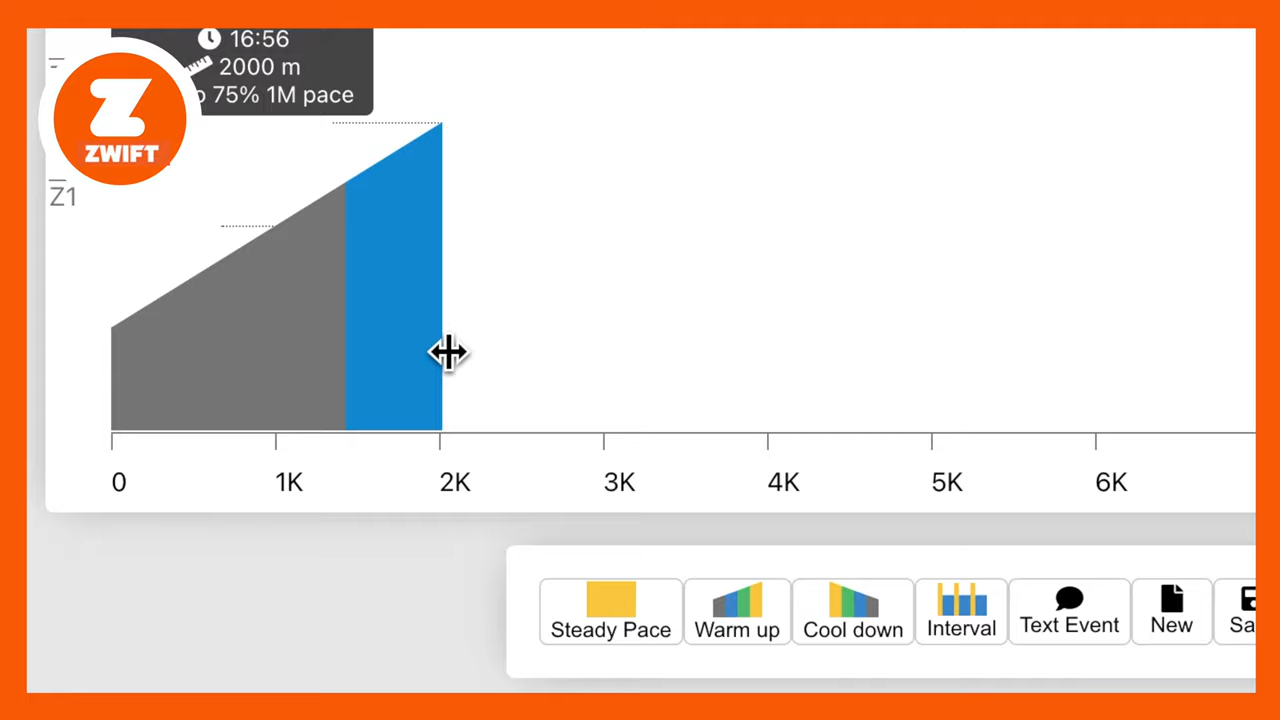 16:56
2000 m
75% 1M pace
ZWIFT
Z1
0 1K 2K 3K 4K 5K 6K
Steady Pace Warm up Cool down Interval Text Event New